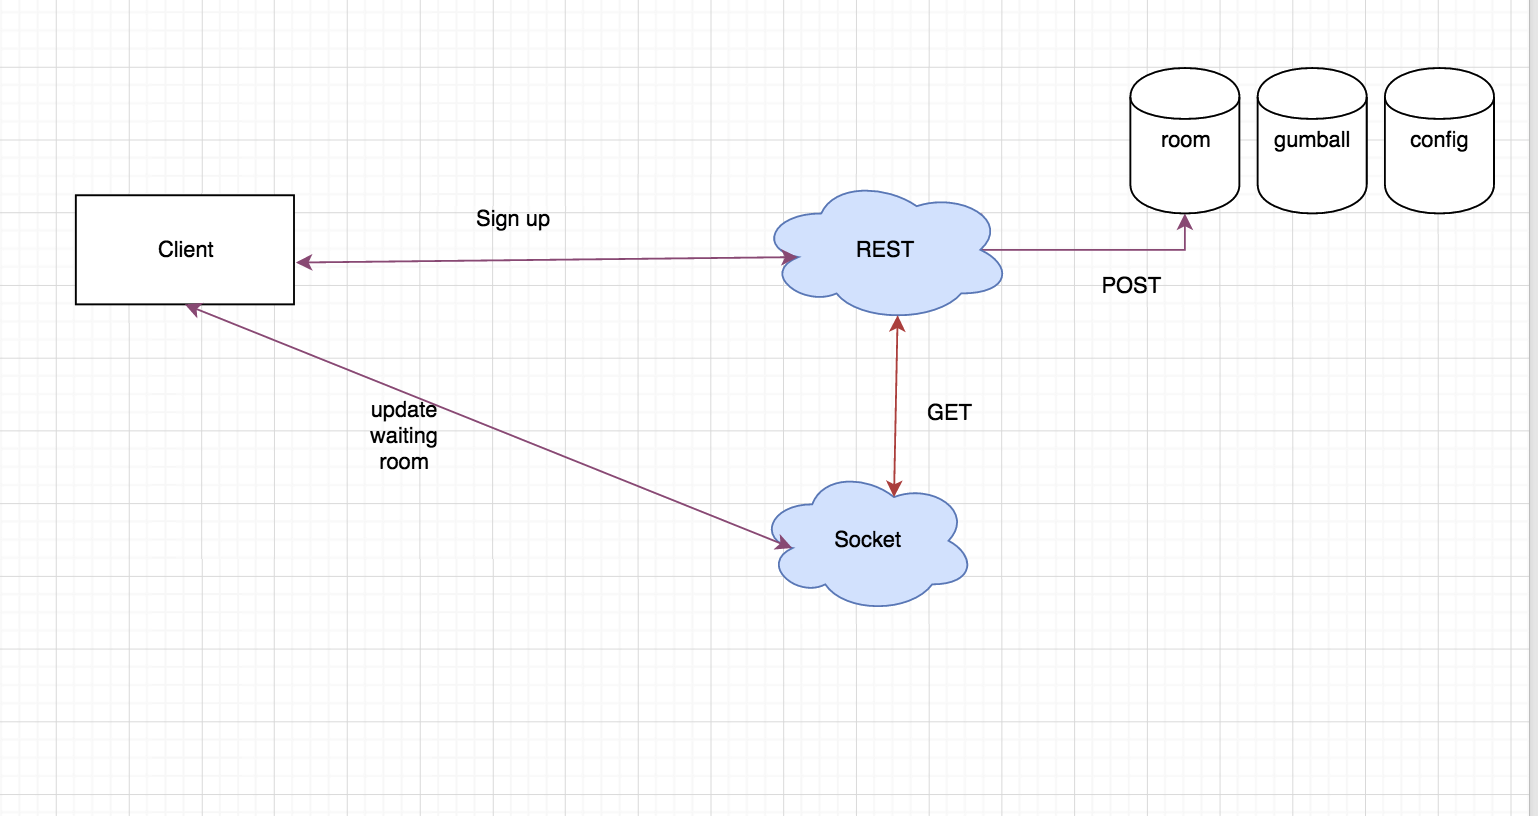 room
gumball
config
Sign up
Client
REST
POST
update
waiting
room
GET
Socket